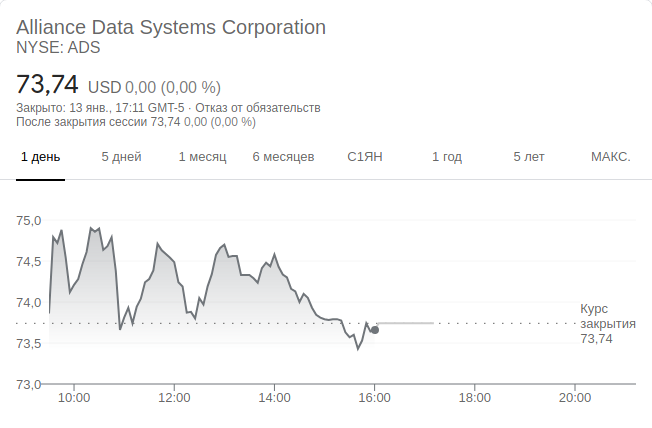 Alliance Data Systems Corporation
NYSE: ADS
73,74 USD 0,00 (0,00 %)
Закрыто: 13 янв., 17:11 GMT-5 · Отказ от обязательств
После закрытия сессии 73,74 0,00 (0,00 %)
1 день 5 дней 1 месяц 6 месяцев С1ЯН 1 год 5 лет МАКС.
75,0
74,5
74,0
Курс
закрытия
73,74
73,5
73,0
10:00 12:00 14:00 16:00 18:00 20:00